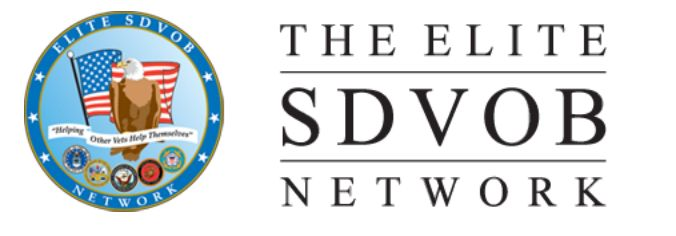 ELITE SDVOB
"Helping Other Vets Help Themselves"
NETWORK
THE ELITE
SDVOB
NETWORK